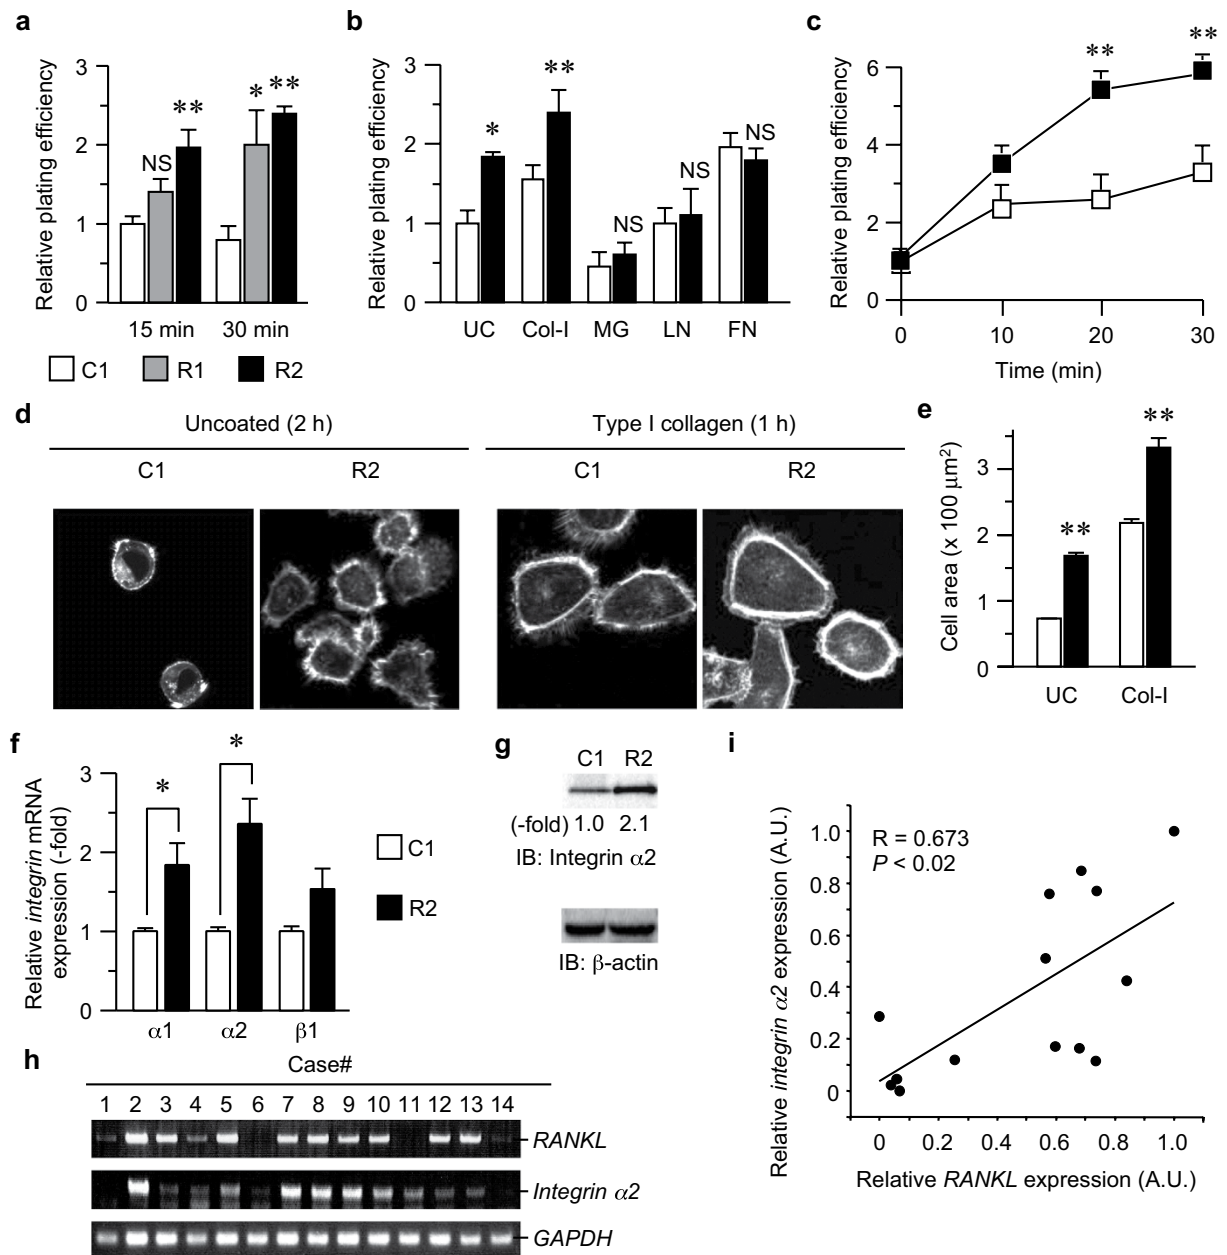 a
Relative plating efficiency
3
2
1
0
NS
**
*
**
15 min
30 min
C1
R1
R2
b
Relative plating efficiency
3
2
1
0
*
**
NS
NS
NS
UC
Col-I
MG
LN
FN
c
Relative plating efficiency
6
4
2
0
**
**
0
10
20
30
Time (min)
d
Uncoated (2 h)
Type I collagen (1 h)
C1
R2
C1
R2
e
Cell area (x 100 μm²)
3
2
1
0
**
**
UC
Col-I
f
Relative integrin mRNA
expression (-fold)
3
2
1
0
*
*
α1
α2
β1
C1
R2
g
C1 R2
(-fold) 1.0 2.1
IB: Integrin α2
IB: β-actin
h
Case#
1 2 3 4 5 6 7 8 9 10 11 12 13 14
RANKL
Integrin α2
GAPDH
i
Relative integrin α2 expression (A.U.)
R = 0.673
P < 0.02
1.0
0.8
0.6
0.4
0.2
0
0 0.2 0.4 0.6 0.8 1.0
Relative RANKL expression (A.U.)